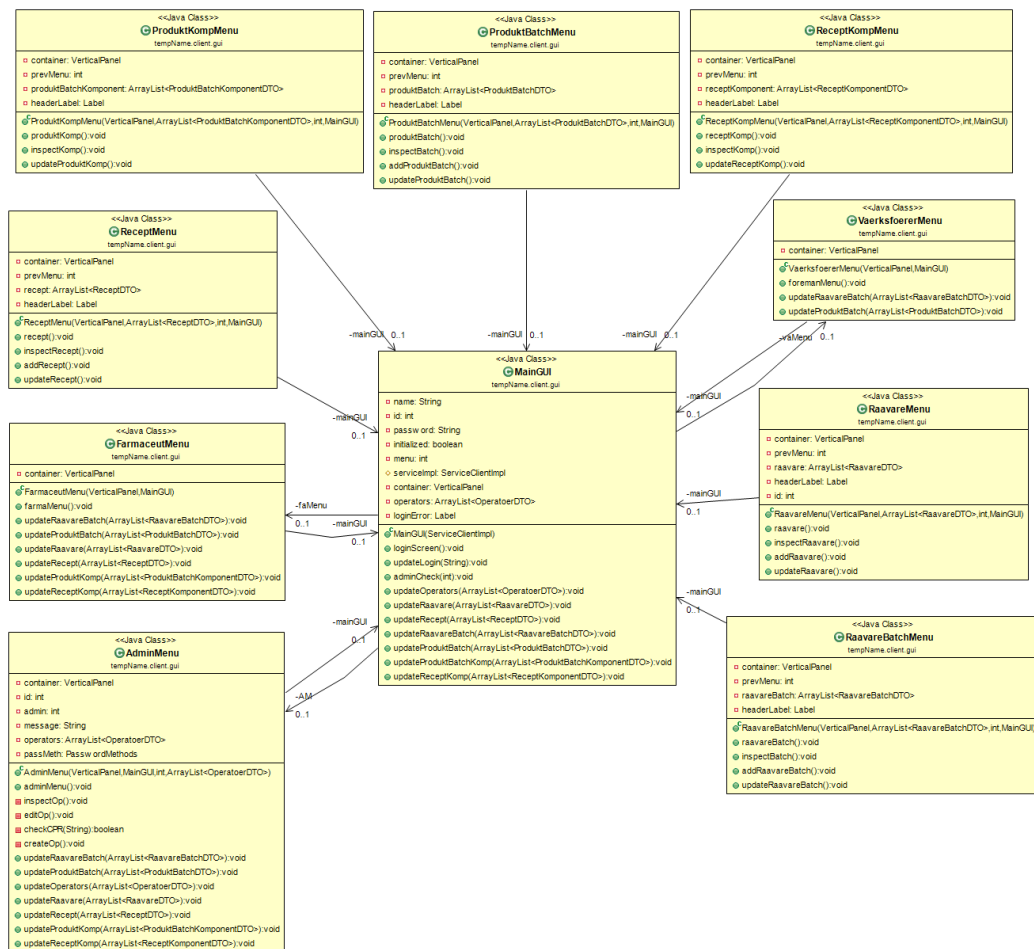 <<Java Class>>
ProduktKompMenu
tempName.client.gui
container: VerticalPanel
prevMenu: int
produktBatchKomponent: ArrayList<ProduktBatchKomponentDTO>
headerLabel: Label
ProduktKompMenu(VerticalPanel,ArrayList<ProduktBatchKomponentDTO>,int,MainGUI)
produktKomp():void
inspectKomp():void
updateProduktKomp():void
<<Java Class>>
ProduktBatchMenu
tempName.client.gui
container: VerticalPanel
prevMenu: int
produktBatch: ArrayList<ProduktBatchDTO>
headerLabel: Label
ProduktBatchMenu(VerticalPanel,ArrayList<ProduktBatchDTO>,int,MainGUI)
produktBatch():void
inspectBatch():void
addProduktBatch():void
updateProduktBatch():void
<<Java Class>>
ReceptKompMenu
tempName.client.gui
container: VerticalPanel
prevMenu: int
receptKomponent: ArrayList<ReceptKomponentDTO>
headerLabel: Label
ReceptKompMenu(VerticalPanel,ArrayList<ReceptKomponentDTO>,int,MainGUI)
receptKomp():void
inspectKomp():void
updateReceptKomp():void
<<Java Class>>
ReceptMenu
tempName.client.gui
container: VerticalPanel
prevMenu: int
recept: ArrayList<ReceptDTO>
headerLabel: Label
ReceptMenu(VerticalPanel,ArrayList<ReceptDTO>,int,MainGUI)
recept():void
inspectRecept():void
addRecept():void
updateRecept():void
<<Java Class>>
VaerksfoererMenu
tempName.client.gui
container: VerticalPanel
VaerksfoererMenu(VerticalPanel,MainGUI)
foremanMenu():void
updateRaavareBatch(ArrayList<RaavareBatchDTO>):void
updateProduktBatch(ArrayList<ProduktBatchDTO>):void
-mainGUI 0..1
-mainGUI 0..1
-mainGUI 0..1
-vaMenu
0..1
-mainGUI
0..1
<<Java Class>>
MainGUI
tempName.client.gui
name: String
id: int
password: String
initialized: boolean
menu: int
serviceImpl: ServiceClientImpl
container: VerticalPanel
operators: ArrayList<OperatoerDTO>
loginError: Label
MainGUI(ServiceClientImpl)
loginScreen():void
updateLogin(String):void
adminCheck(int):void
updateOperators(ArrayList<OperatoerDTO>):void
updateRaavare(ArrayList<RaavareDTO>):void
updateRecept(ArrayList<ReceptDTO>):void
updateRaavareBatch(ArrayList<RaavareBatchDTO>):void
updateProduktBatch(ArrayList<ProduktBatchDTO>):void
updateProduktBatchKomp(ArrayList<ProduktBatchKomponentDTO>):void
updateReceptKomp(ArrayList<ReceptKomponentDTO>):void
-mainGUI
0..1
<<Java Class>>
FarmaceutMenu
tempName.client.gui
container: VerticalPanel
FarmaceutMenu(VerticalPanel,MainGUI)
farmaMenu():void
updateRaavareBatch(ArrayList<RaavareBatchDTO>):void
updateProduktBatch(ArrayList<ProduktBatchDTO>):void
updateRaavare(ArrayList<RaavareDTO>):void
updateRecept(ArrayList<ReceptDTO>):void
updateProduktKomp(ArrayList<ProduktBatchKomponentDTO>):void
updateReceptKomp(ArrayList<ReceptKomponentDTO>):void
-faMenu
0..1
-mainGUI
0..1
<<Java Class>>
RaavareMenu
tempName.client.gui
container: VerticalPanel
prevMenu: int
raavare: ArrayList<RaavareDTO>
headerLabel: Label
id: int
RaavareMenu(VerticalPanel,ArrayList<RaavareDTO>,int,MainGUI)
raavare():void
inspectRaavare():void
addRaavare():void
updateRaavare():void
-mainGUI
0..1
-mainGUI
0..1
<<Java Class>>
RaavareBatchMenu
tempName.client.gui
container: VerticalPanel
prevMenu: int
raavareBatch: ArrayList<RaavareBatchDTO>
headerLabel: Label
RaavareBatchMenu(VerticalPanel,ArrayList<RaavareBatchDTO>,int,MainGUI)
raavareBatch():void
inspectBatch():void
addRaavareBatch():void
updateRaavareBatch():void
-mainGUI
0..1
-AM
0..1
<<Java Class>>
AdminMenu
tempName.client.gui
container: VerticalPanel
id: int
admin: int
message: String
operators: ArrayList<OperatoerDTO>
passMeth: PasswordMethods
AdminMenu(VerticalPanel,MainGUI,int,ArrayList<OperatoerDTO>)
adminMenu():void
inspectOp():void
editOp():void
checkCPR(String):boolean
createOp():void
updateRaavareBatch(ArrayList<RaavareBatchDTO>):void
updateProduktBatch(ArrayList<ProduktBatchDTO>):void
updateOperators(ArrayList<OperatoerDTO>):void
updateRaavare(ArrayList<RaavareDTO>):void
updateRecept(ArrayList<ReceptDTO>):void
updateProduktKomp(ArrayList<ProduktBatchKomponentDTO>):void
updateReceptKomp(ArrayList<ReceptKomponentDTO>):void